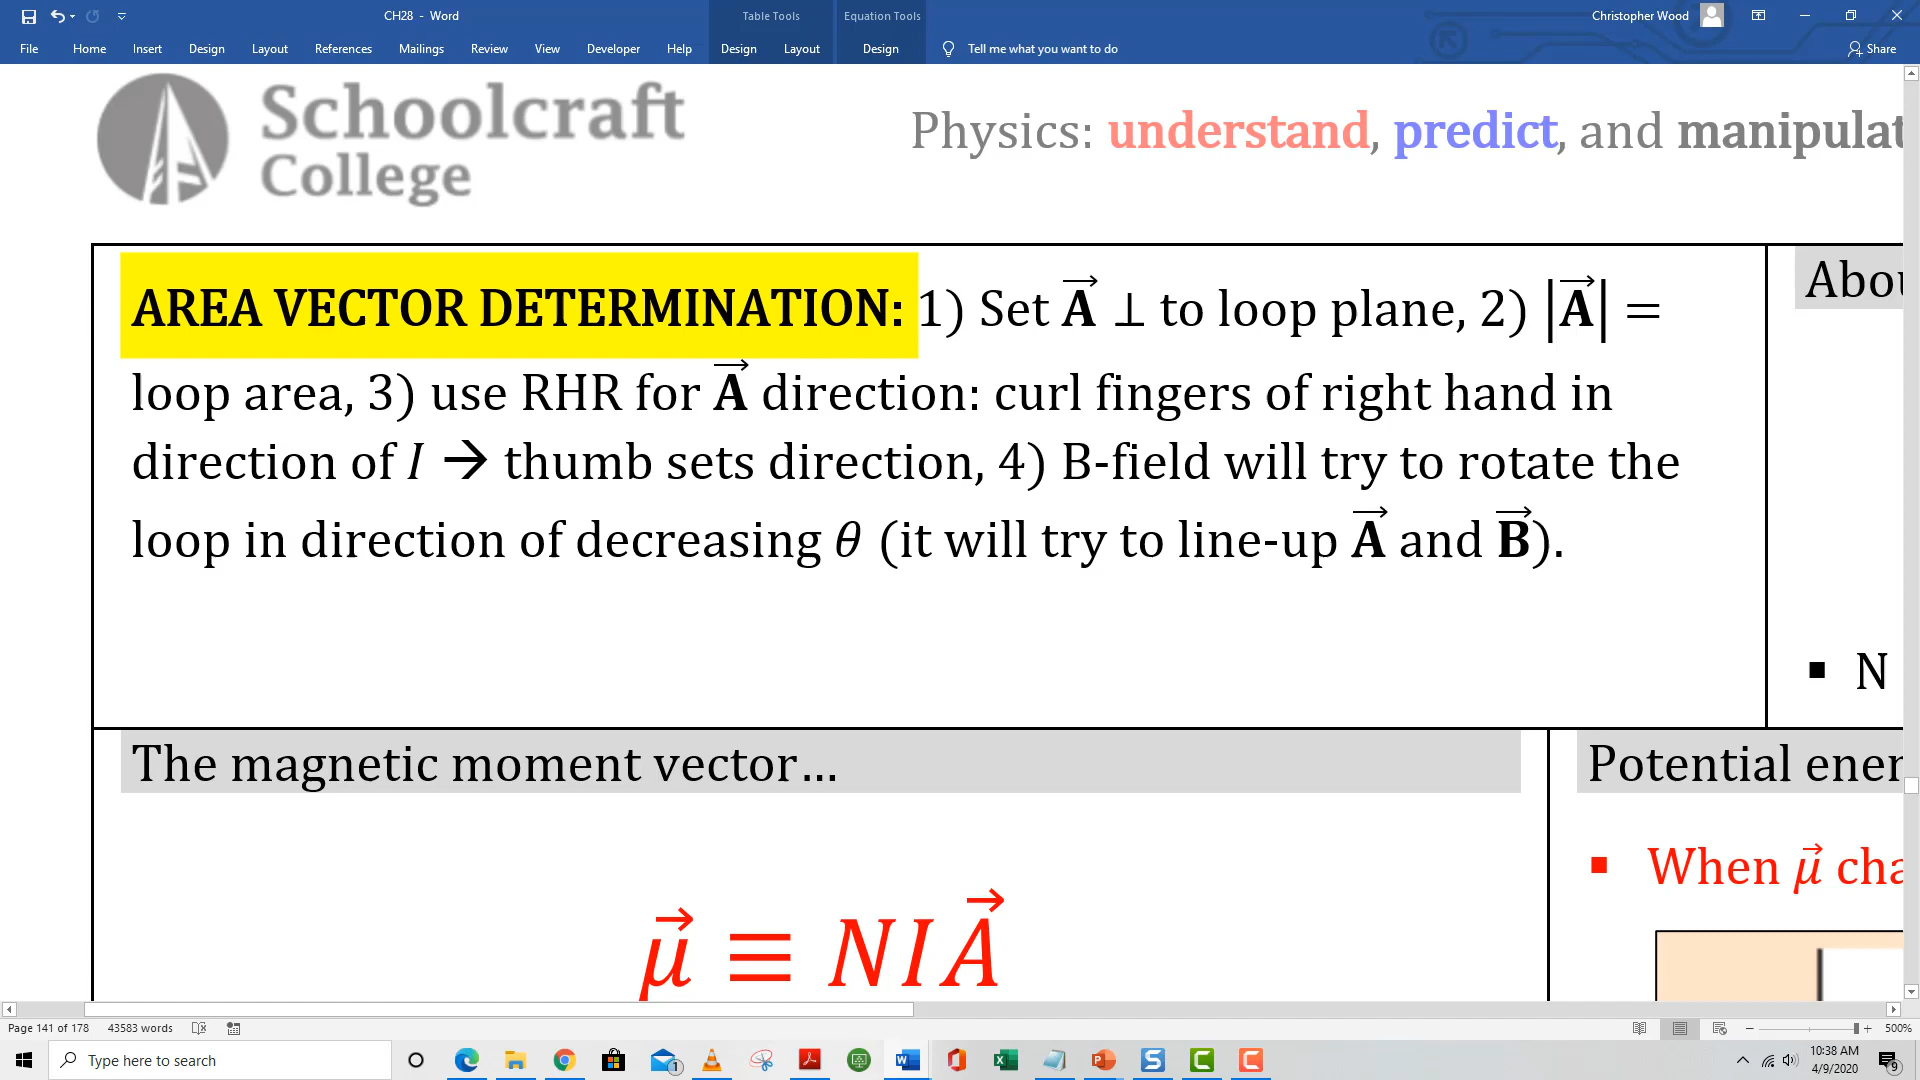 CH28 - Word
Table Tools
Equation Tools
Christopher Wood
File Home Insert Design Layout References Mailings Review View Developer Help Design Layout Design Tell me what you want to do Share
Schoolcraft
College
Physics: understand, predict, and manipulat
AREA VECTOR DETERMINATION: 1) Set A⃗ ⊥ to loop plane, 2) |A⃗| =
loop area, 3) use RHR for A⃗ direction: curl fingers of right hand in
direction of I → thumb sets direction, 4) B-field will try to rotate the
loop in direction of decreasing θ (it will try to line-up A⃗ and B⃗).
Abou
▪ N
The magnetic moment vector...
μ⃗ ≡ NIA⃗
Potential ener
▪ When μ⃗ cha
Page 141 of 178 43583 words
500%
Type here to search
1
10:38 AM
4/9/2020
9